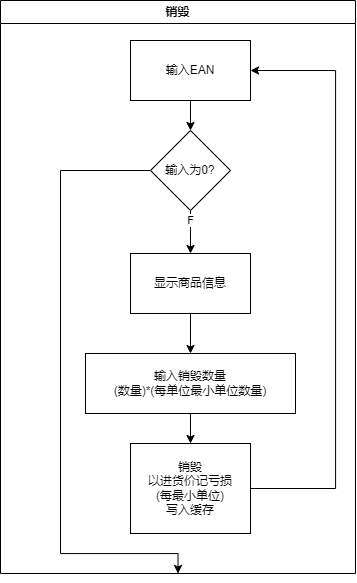 销毁
输入EAN
输入为0?
F
显示商品信息
输入销毁数量
(数量)*(每单位最小单位数量)
销毁
以进货价记亏损
(每最小单位)
写入缓存